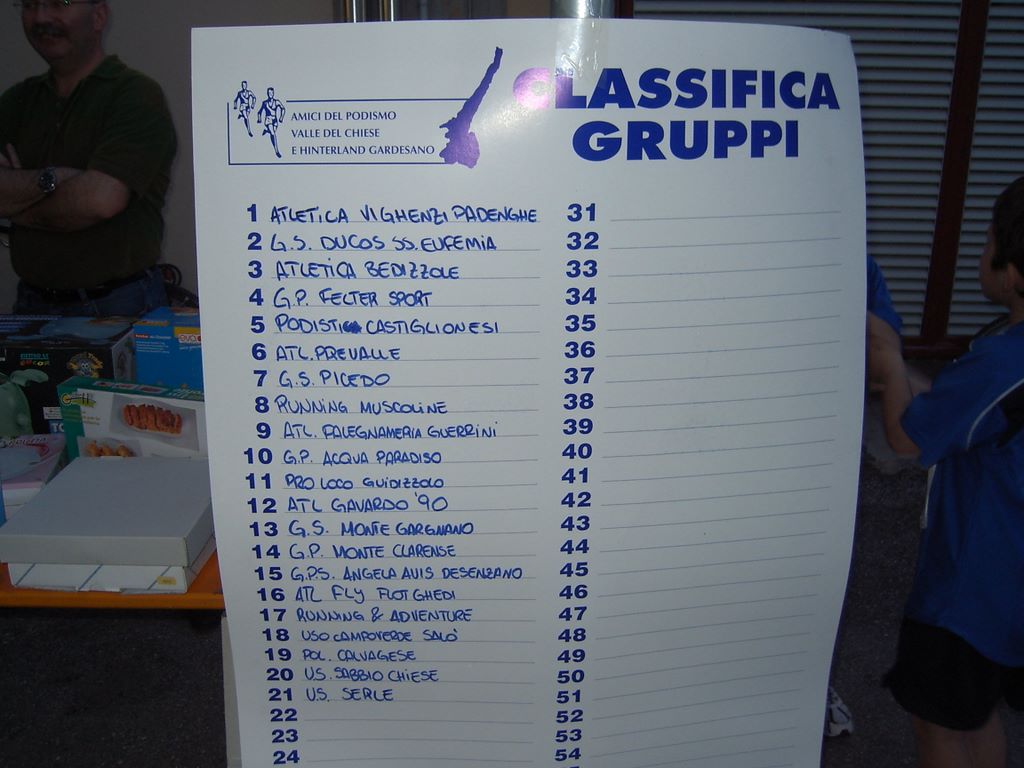 CLASSIFICA
GRUPPI
AMICI DEL PODISMO
VALLE DEL CHIESE
E HINTERLAND GARDESANO
1 ATLETICA VIGHENZI PADENGHE
2 G.S. DUCOS SS. EUFEMIA
3 ATLETICA BEDIZZOLE
4 G.P. FELTER SPORT
5 PODISTICA CASTIGLIONESI
6 ATL. PREVALLE
7 G.S. PICEDO
8 RUNNING MUSCOLINE
9 ATL. FALEGNAMERIA GUERRINI
10 G.P. ACQUA PARADISO
11 PRO LOCO GUIDIZZOLO
12 ATL GAVARDO '90
13 G.S. MONTE GARGNANO
14 G.P. MONTE CLARENSE
15 G.P.S. ANGELA AVIS DESENZANO
16 ATL FLY FLOT GHEDI
17 RUNNING & ADVENTURE
18 USO CAMPOVERDE SALO'
19 POL. CALVAGESE
20 U.S. SABBIO CHIESE
21 U.S. SERLE
22
23
24
31
32
33
34
35
36
37
38
39
40
41
42
43
44
45
46
47
48
49
50
51
52
53
54